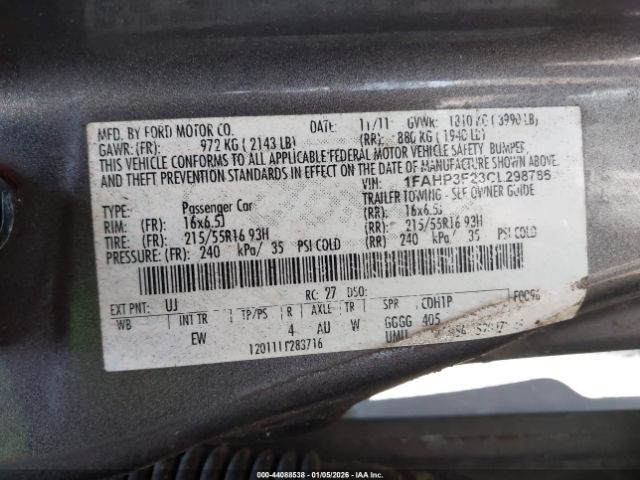 MFD. BY FORD MOTOR CO. DATE: 11/11 GVWR: 1810 KG ( 3990 LB)
GAWR: (FR): 972 KG ( 2143 LB) (RR): 880 KG ( 1940 LB)
THIS VEHICLE CONFORMS TO ALL APPLICABLE FEDERAL MOTOR VEHICLE SAFETY, BUMPER,
THEFT PREVENTION STANDARDS IN EFFECT ON THE DATE OF MANUFACTURE SHOWN ABOVE.
VIN:
TYPE: Passenger Car TRAILER TOWING - SEE OWNER GUIDE
RIM: (FR): 16x6.5J (RR): 16x6.5J
TIRE: (FR): 215/55R16 93H (RR): 215/55R16 93H
PRESSURE: (FR): 240 kPa/ 35 PSI COLD (RR) 240 kPa/ 35 PSI COLD
RC: 27 DSO:
EXT PNT: UJ F0C96
WB INT TR TP/PS R AXLE TR SPR CDH1P
EW 4 AU W GGGG 405
UMU
000-44088538 - 01/05/2026 - IAA Inc.